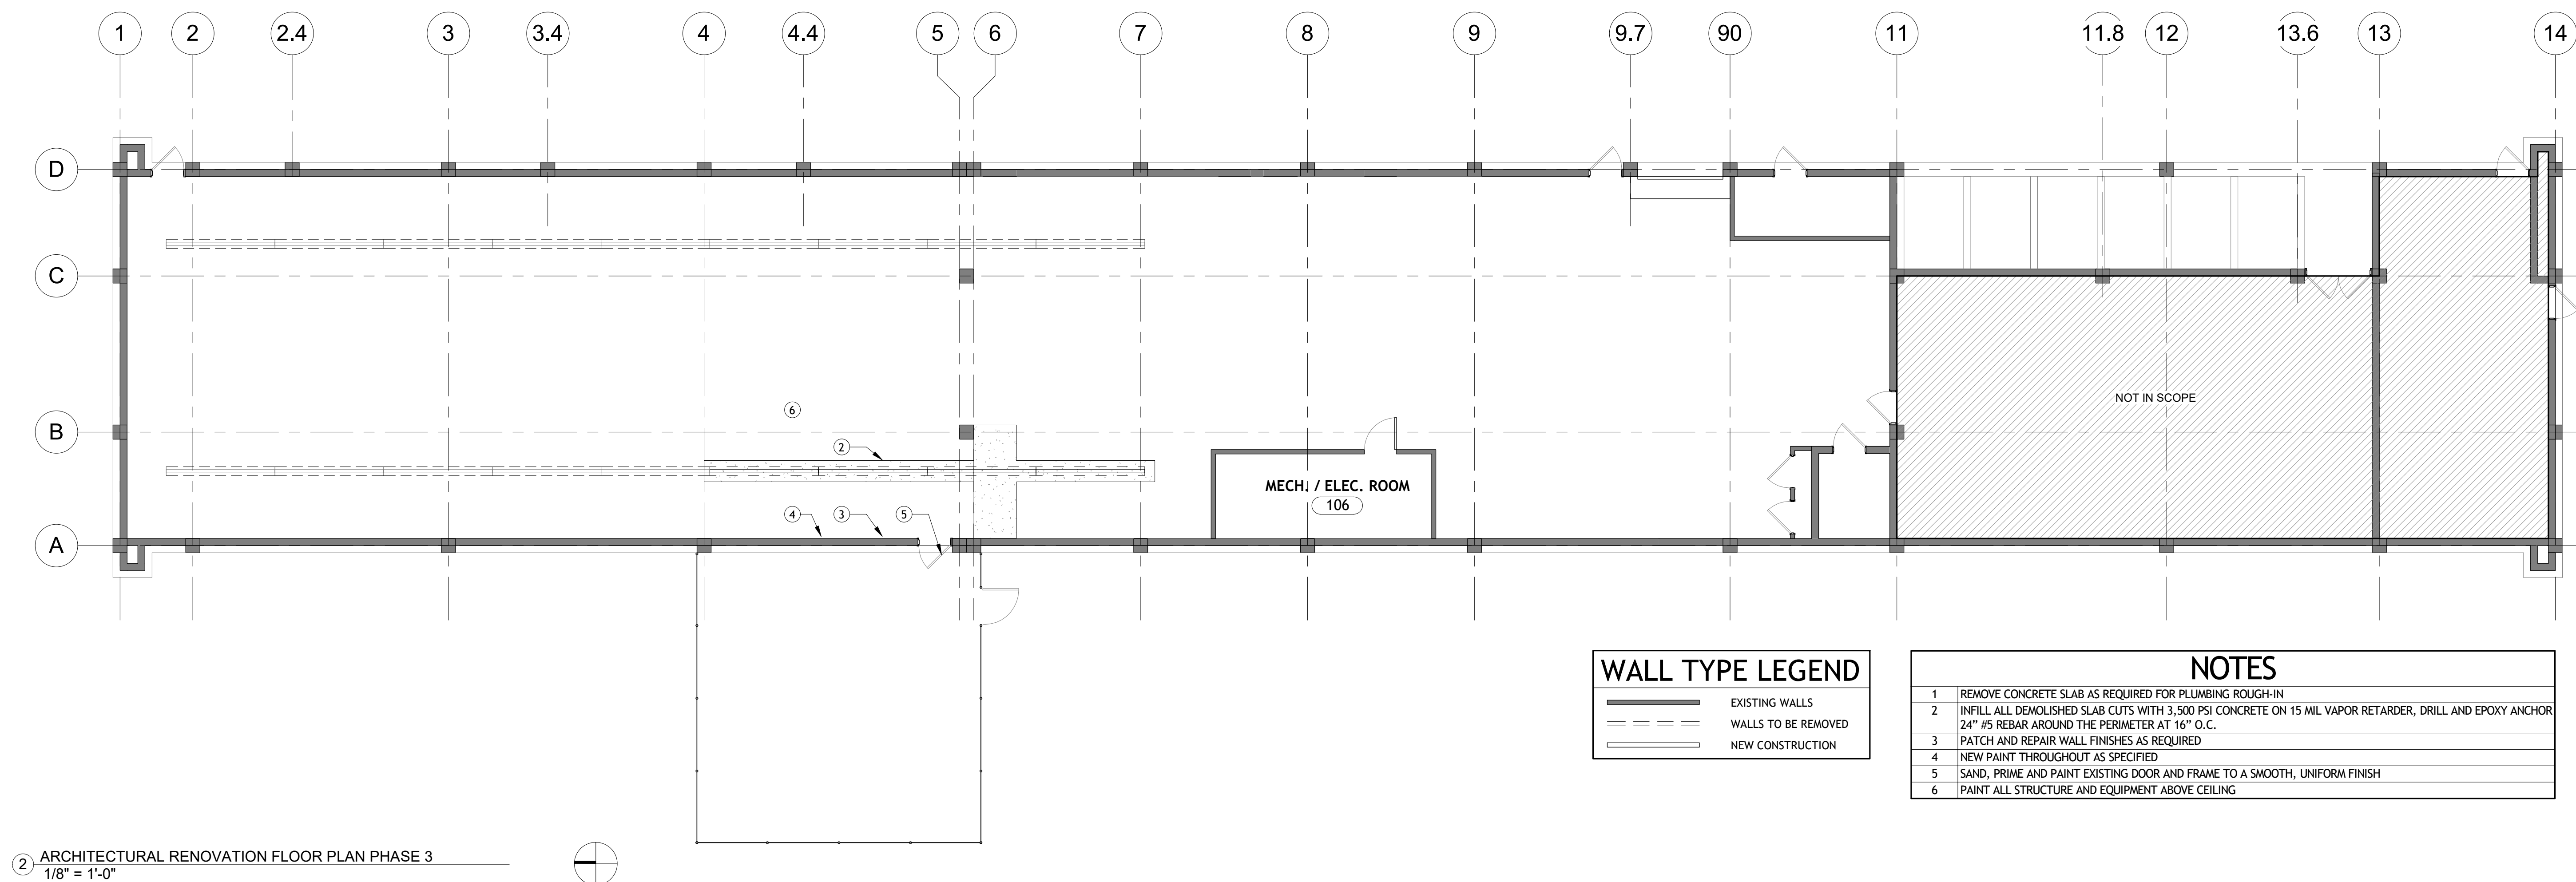 1 2 2.4 3 3.4 4 4.4 5 6 7 8 9 9.7 90 11 11.8 12 13.6 13 14
D
C
NOT IN SCOPE
6
B
2
MECH. / ELEC. ROOM
106
4 3 5
A
WALL TYPE LEGEND
EXISTING WALLS
WALLS TO BE REMOVED
NEW CONSTRUCTION
NOTES
1 REMOVE CONCRETE SLAB AS REQUIRED FOR PLUMBING ROUGH-IN
2 INFILL ALL DEMOLISHED SLAB CUTS WITH 3,500 PSI CONCRETE ON 15 MIL VAPOR RETARDER, DRILL AND EPOXY ANCHOR
24” #5 REBAR AROUND THE PERIMETER AT 16” O.C.
3 PATCH AND REPAIR WALL FINISHES AS REQUIRED
4 NEW PAINT THROUGHOUT AS SPECIFIED
5 SAND, PRIME AND PAINT EXISTING DOOR AND FRAME TO A SMOOTH, UNIFORM FINISH
6 PAINT ALL STRUCTURE AND EQUIPMENT ABOVE CEILING
2 ARCHITECTURAL RENOVATION FLOOR PLAN PHASE 3
1/8" = 1'-0"